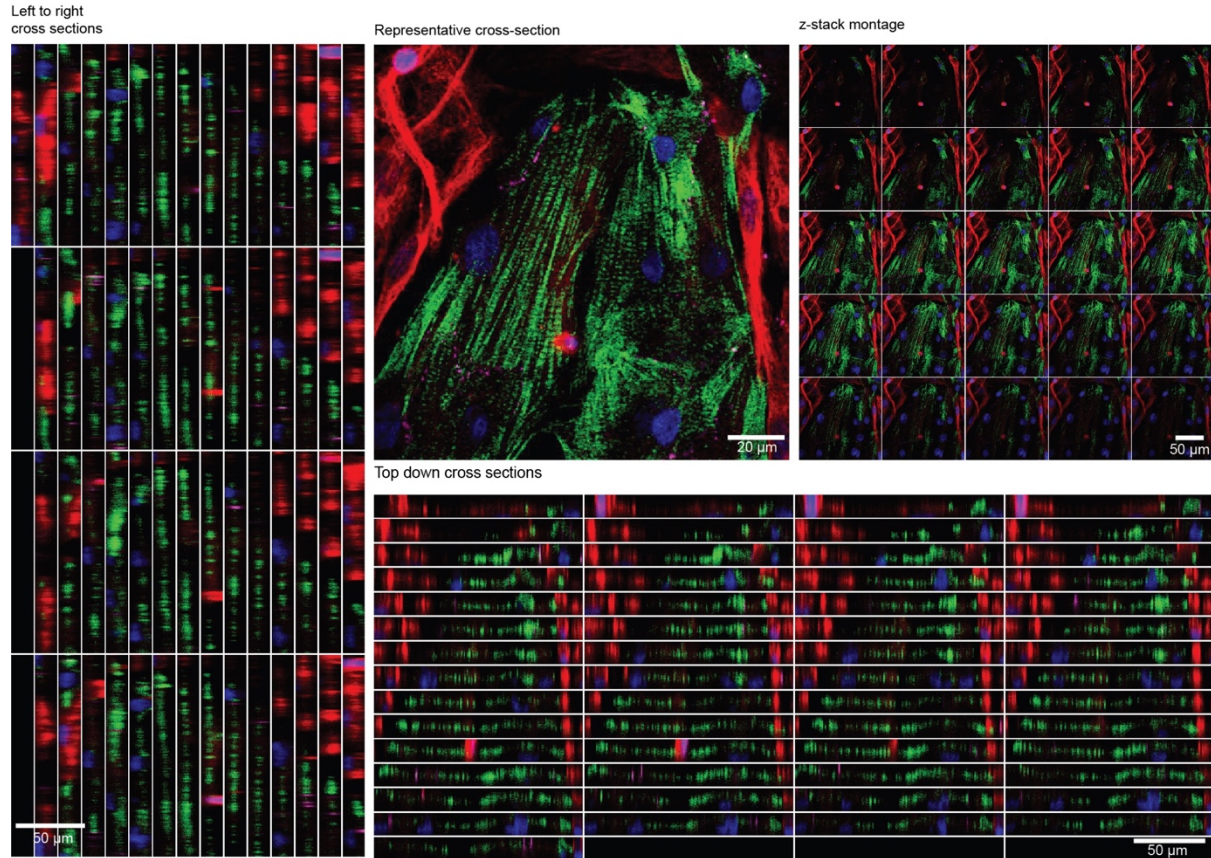 Left to right
cross sections
Representative cross-section
z-stack montage
20 µm
50 µm
Top down cross sections
50 µm
50 µm